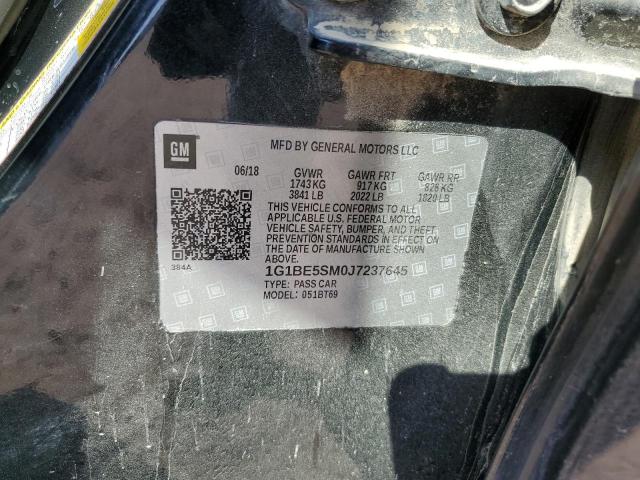 GM
MFD BY GENERAL MOTORS LLC
06/18 GVWR GAWR FRT GAWR RR
1743 KG 917 KG 826 KG
3841 LB 2022 LB 1820 LB
THIS VEHICLE CONFORMS TO ALL
APPLICABLE U.S. FEDERAL MOTOR
VEHICLE SAFETY, BUMPER, AND THEFT
PREVENTION STANDARDS IN EFFECT ON
THE DATE OF MANUFACTURE SHOWN
ABOVE.
384A
1G1BE5SM0J7237645
TYPE: PASS CAR
MODEL: 051BT69